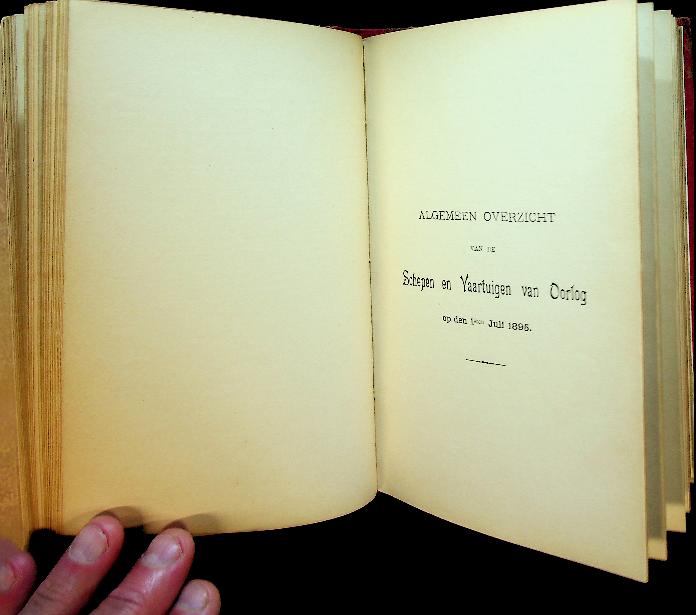 ALGEMEEN OVERZICHT
VAN DE
Schepen en Vaartuigen van Oorlog
op den 1sten Juli 1895.